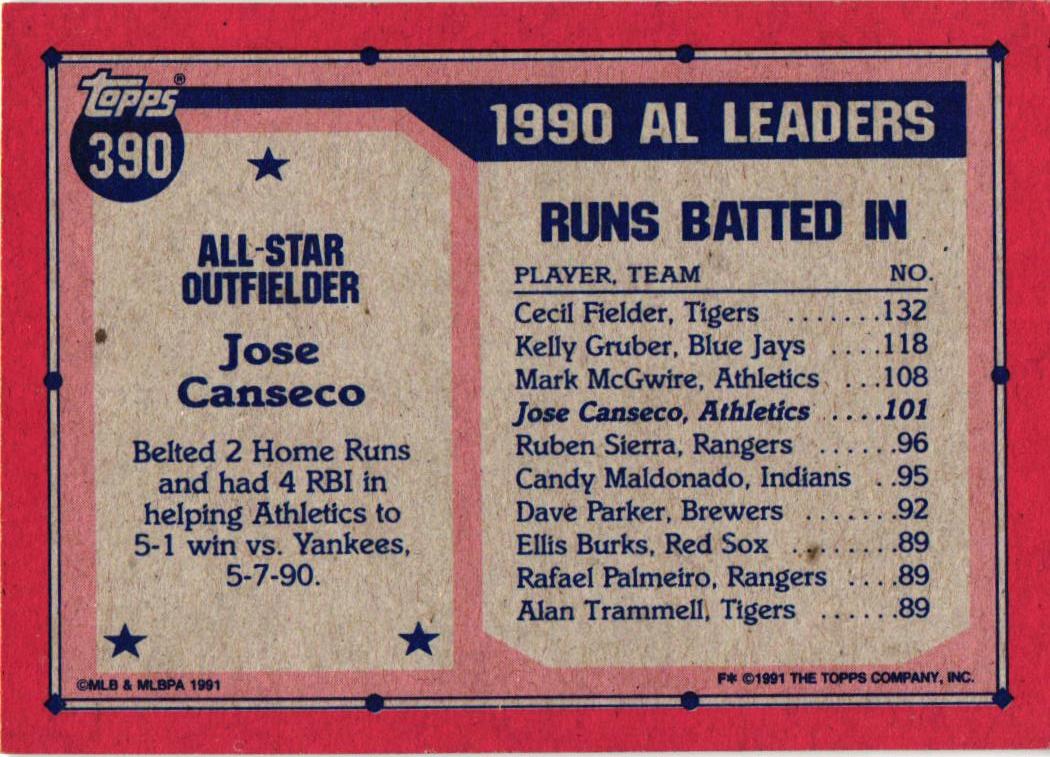 Topps®
390
1990 AL LEADERS
ALL-STAR
OUTFIELDER
Jose
Canseco
Belted 2 Home Runs
and had 4 RBI in
helping Athletics to
5-1 win vs. Yankees,
5-7-90.
RUNS BATTED IN
PLAYER, TEAM NO.
Cecil Fielder, Tigers .......132
Kelly Gruber, Blue Jays ....118
Mark McGwire, Athletics ...108
Jose Canseco, Athletics ....101
Ruben Sierra, Rangers ......96
Candy Maldonado, Indians ..95
Dave Parker, Brewers .......92
Ellis Burks, Red Sox ........89
Rafael Palmeiro, Rangers ....89
Alan Trammell, Tigers ......89
©MLB & MLBPA 1991
F* ©1991 THE TOPPS COMPANY, INC.